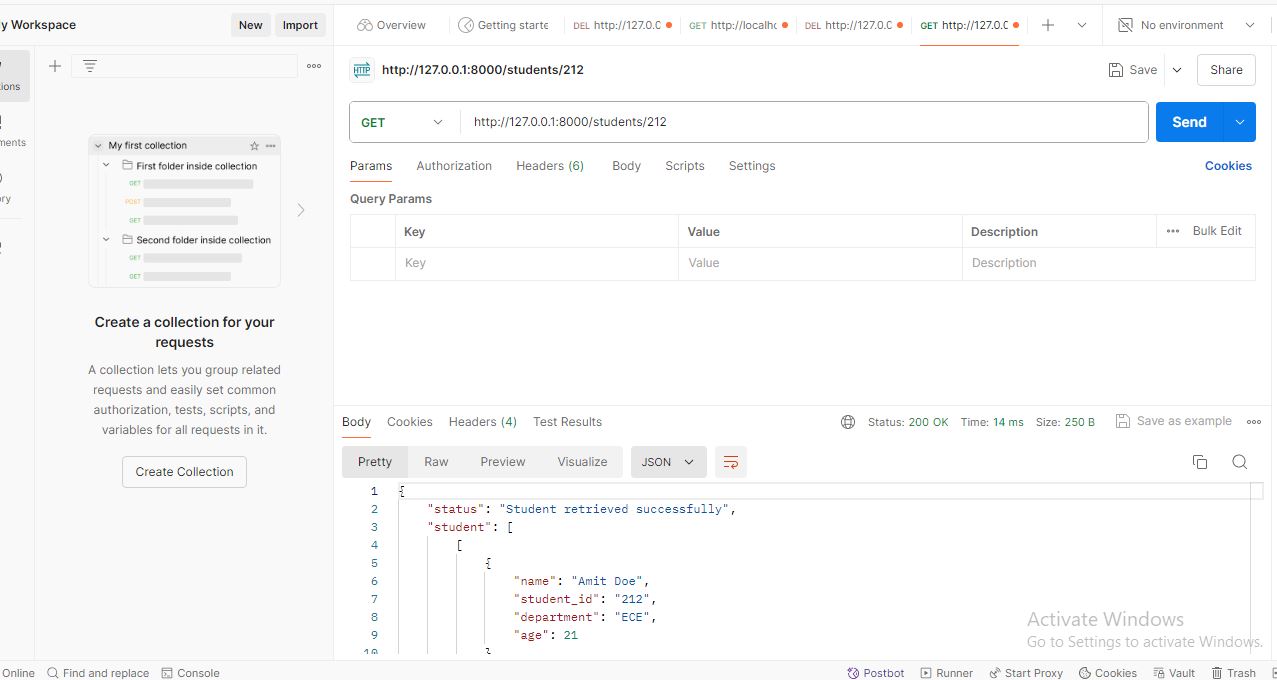 y Workspace
New
Import
Overview
Getting starte
DEL http://127.0.0
GET http://localh
DEL http://127.0.0
GET http://127.0.0
No environment
ions
HTTP http://127.0.0.1:8000/students/212
Save
Share
GET
http://127.0.0.1:8000/students/212
Send
ments
Params
Authorization
Headers (6)
Body
Scripts
Settings
Cookies
ory
Query Params
Key
Value
Description
Bulk Edit
Key
Value
Description
My first collection
First folder inside collection
GET
POST
GET
Second folder inside collection
GET
GET
Create a collection for your
requests
A collection lets you group related
requests and easily set common
authorization, tests, scripts, and
variables for all requests in it.
Create Collection
Body
Cookies
Headers (4)
Test Results
Status: 200 OK
Time: 14 ms
Size: 250 B
Save as example
Pretty
Raw
Preview
Visualize
JSON
1 {
2 "status": "Student retrieved successfully",
3 "student": [
4 [
5 {
6 "name": "Amit Doe",
7 "student_id": "212",
8 "department": "ECE",
9 "age": 21
10 }
Activate Windows
Go to Settings to activate Windows.
Online
Find and replace
Console
Postbot
Runner
Start Proxy
Cookies
Vault
Trash